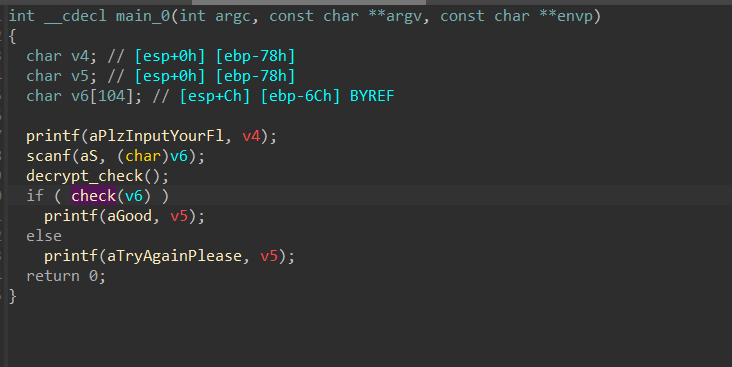 int __cdecl main_0(int argc, const char **argv, const char **envp)
{
  char v4; // [esp+0h] [ebp-78h]
  char v5; // [esp+0h] [ebp-78h]
  char v6[104]; // [esp+Ch] [ebp-6Ch] BYREF

  printf(aPlzInputYourFl, v4);
  scanf(aS, (char)v6);
  decrypt_check();
  if ( check(v6) )
    printf(aGood, v5);
  else
    printf(aTryAgainPlease, v5);
  return 0;
}